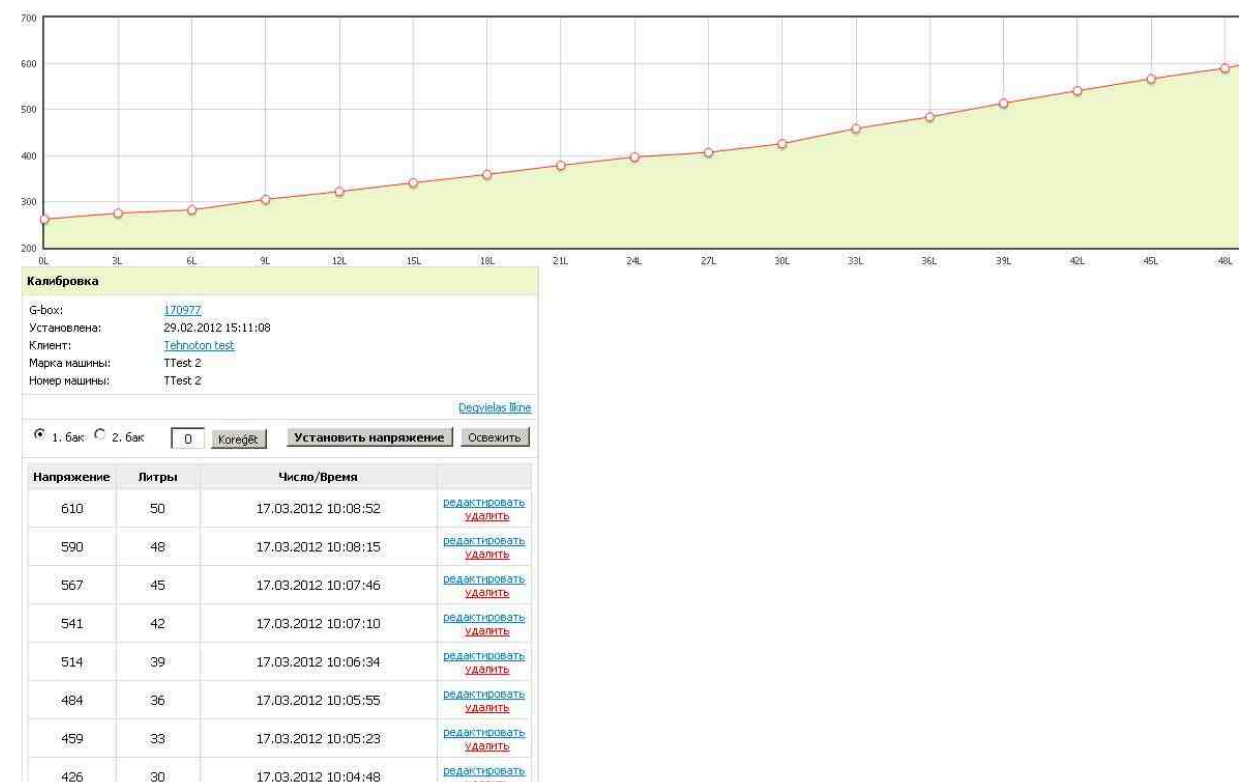 700
600
500
400
300
200
0L 3L 6L 9L 12L 15L 18L 21L 24L 27L 30L 33L 36L 39L 42L 45L 48L
Калибровка
G-box: 170977
Установлена: 29.02.2012 15:11:08
Клиент: Tehnoton test
Марка машины: TTest 2
Номер машины: TTest 2
Degvielas līkne
1. бак 2. бак 0 Koreģēt Установить напряжение Освежить
Напряжение Литры Число/Время
610 50 17.03.2012 10:08:52 редактировать
удалить
590 48 17.03.2012 10:08:15 редактировать
удалить
567 45 17.03.2012 10:07:46 редактировать
удалить
541 42 17.03.2012 10:07:10 редактировать
удалить
514 39 17.03.2012 10:06:34 редактировать
удалить
484 36 17.03.2012 10:05:55 редактировать
удалить
459 33 17.03.2012 10:05:23 редактировать
удалить
426 30 17.03.2012 10:04:48 редактировать